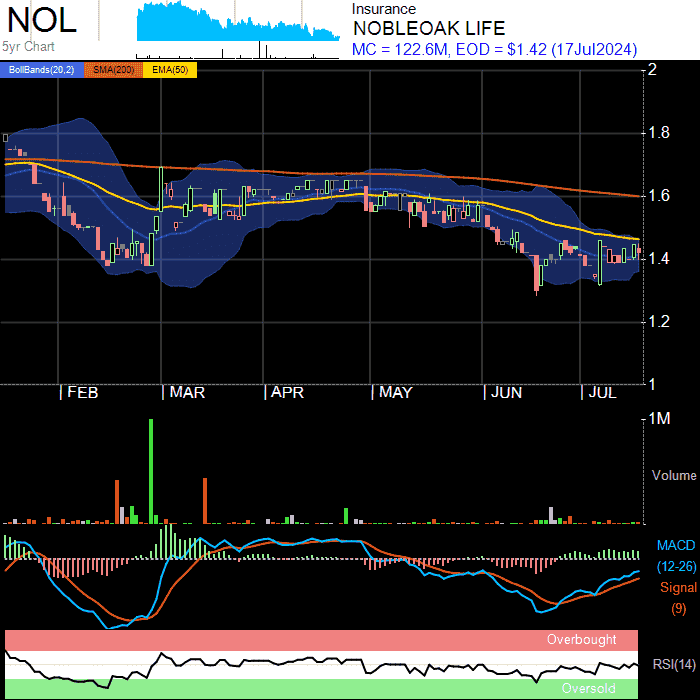 NOL
5yr Chart
Insurance
NOBLEOAK LIFE
MC = 122.6M, EOD = $1.42 (17Jul2024)
BollBands(20,2) SMA(200) EMA(50)
2
1.8
1.6
1.4
1.2
1
FEB MAR APR MAY JUN JUL
1M
Volume
MACD
(12-26)
Signal
(9)
Overbought
RSI(14)
Oversold